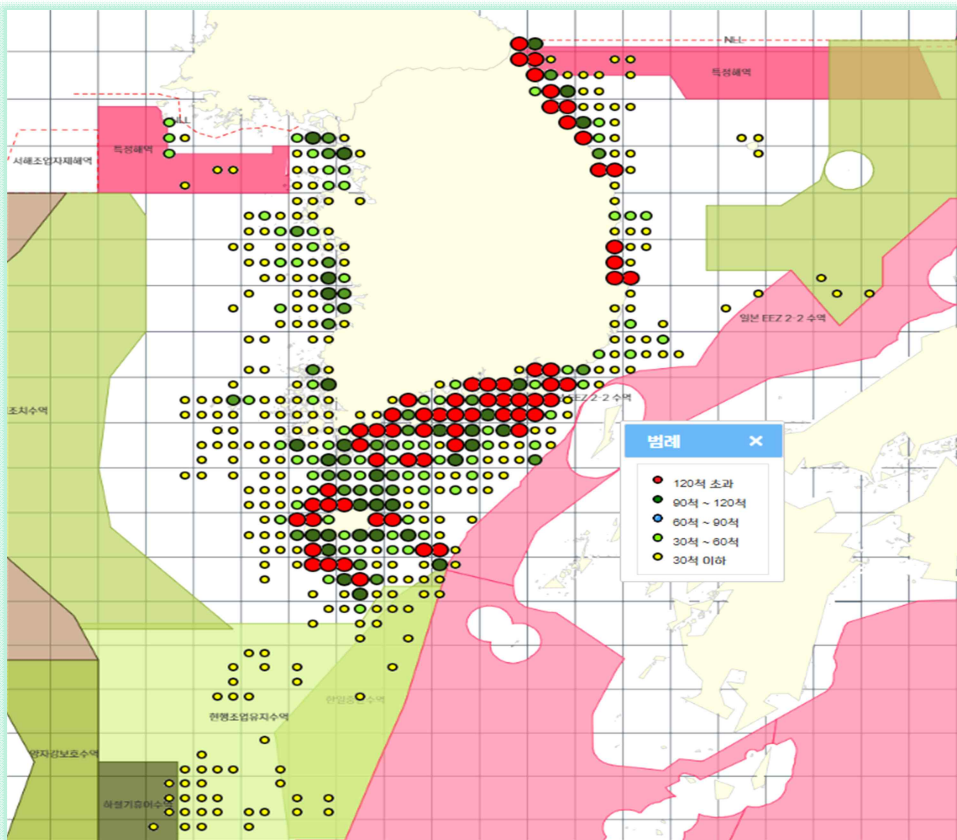 NLL
특정해역
NLL
특정해역
서해조업자제해역
일본 EEZ 2-2 수역
EEZ 2-2 수역
조치수역
범례
120척 초과
90척 ~ 120척
60척 ~ 90척
30척 ~ 60척
30척 이하
한일중간수역
현행조업유지수역
양자강보호수역
하절기휴어수역